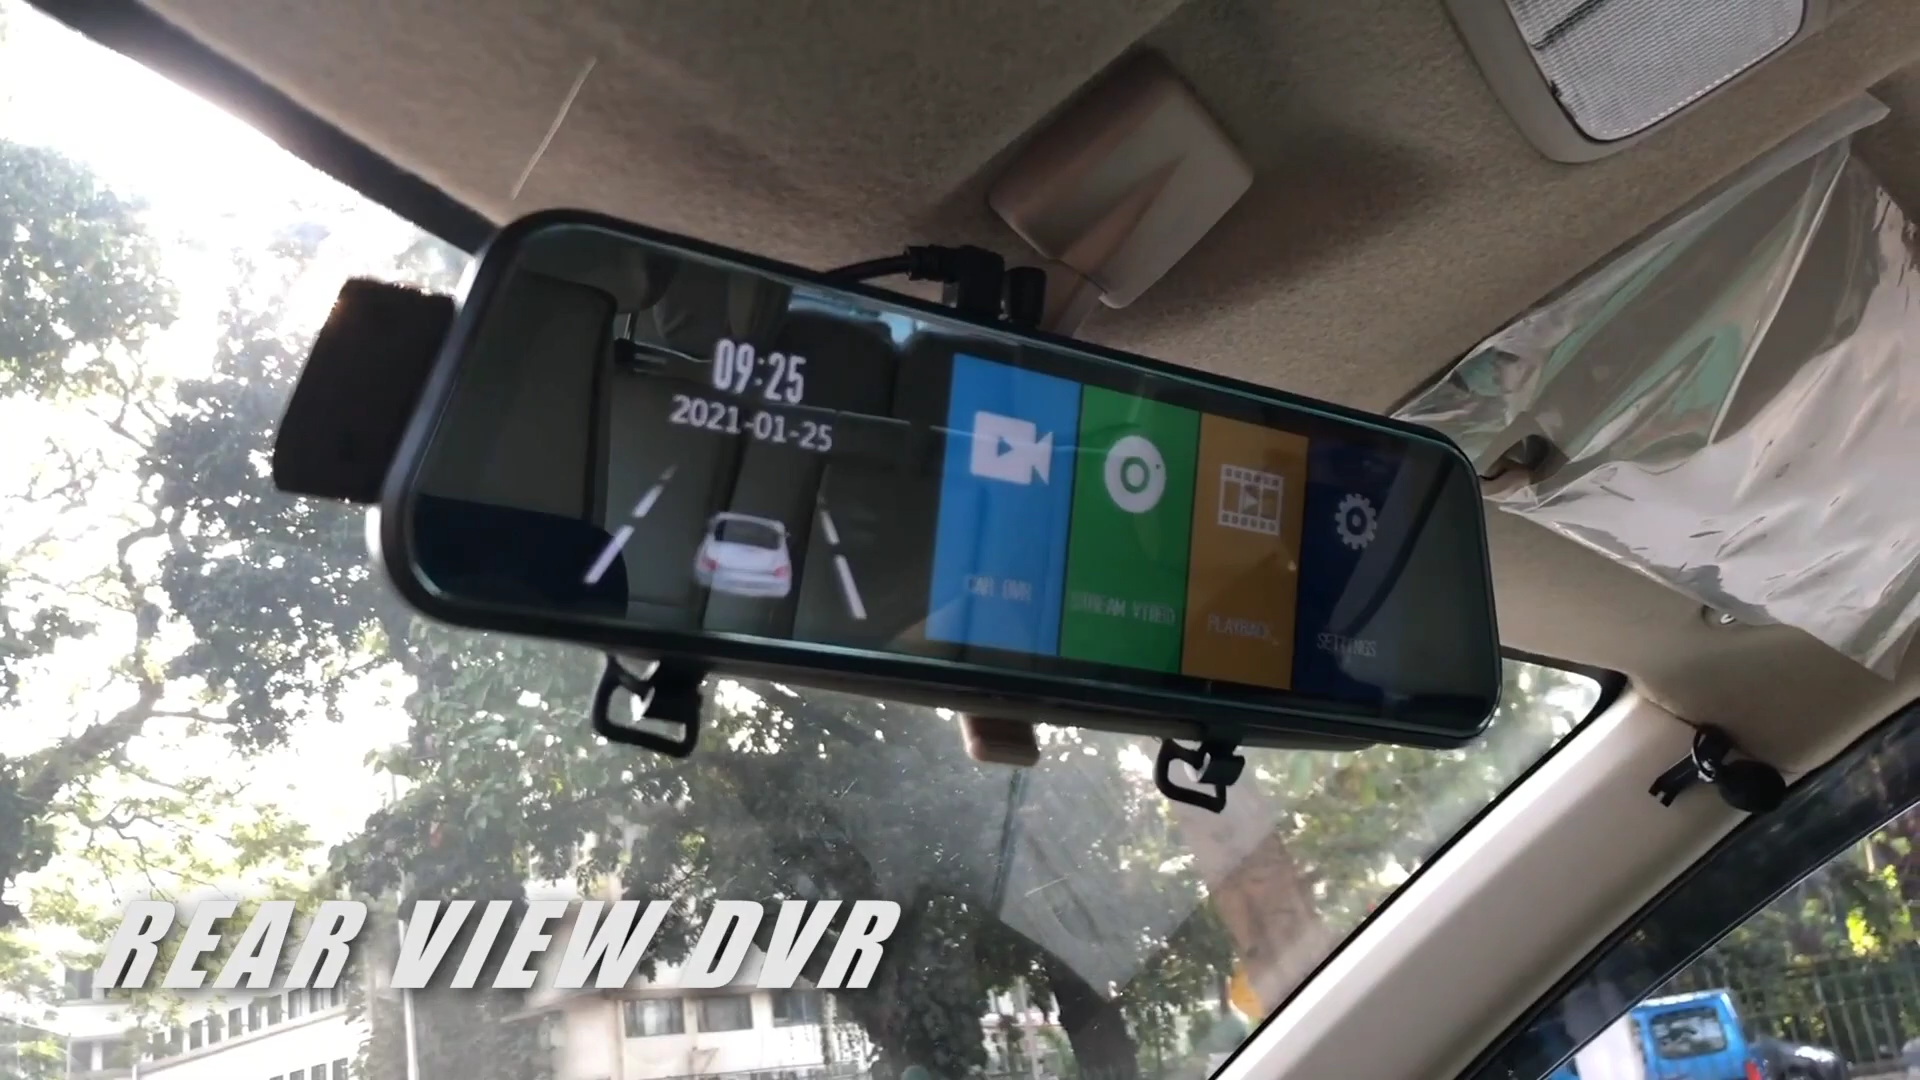 09:25
2021-01-25
CAR DVR
STREAM VIDEO
PLAYBACK
SETTINGS
REAR VIEW DVR